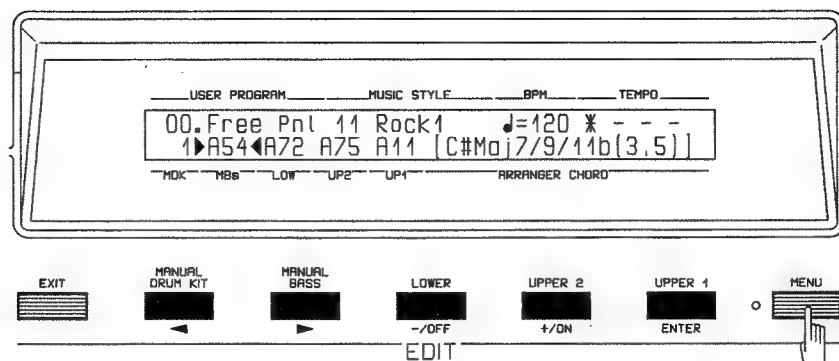 USER PROGRAM MUSIC STYLE BPM TEMPO
00.Free Pnl 11 Rock1 ♩=120 * - - -
1▶A54◀A72 A75 A11 [C#Maj7/9/11b(3,5)]
MDK MBs LOW UP2 UP1 ARRANGER CHORD
EXIT MANUAL DRUM KIT MANUAL BASS LOWER UPPER 2 UPPER 1 MENU
◀ ▶ -/OFF +/ON ENTER
EDIT